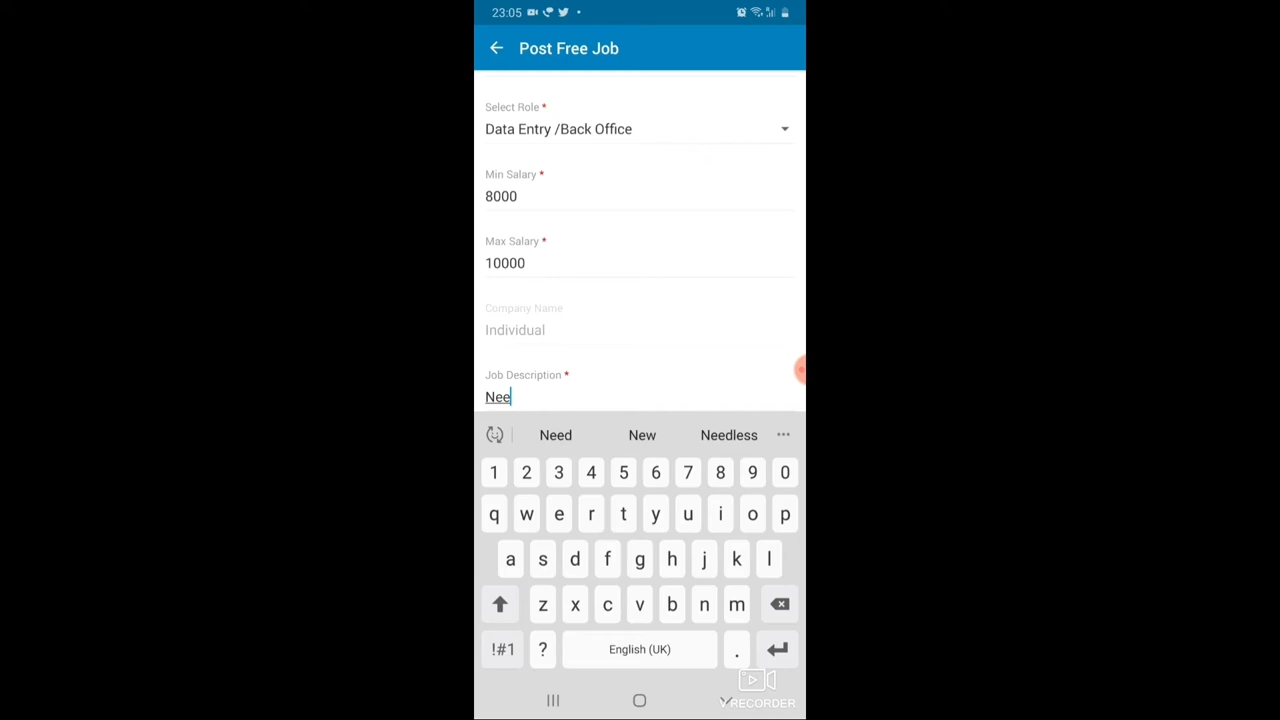 23:05
Post Free Job
Select Role *
Data Entry /Back Office
Min Salary *
8000
Max Salary *
10000
Company Name
Individual
Job Description *
Nee
Need New Needless
1 2 3 4 5 6 7 8 9 0
q w e r t y u i o p
a s d f g h j k l
z x c v b n m
!#1 ? English (UK) .
V RECORDER